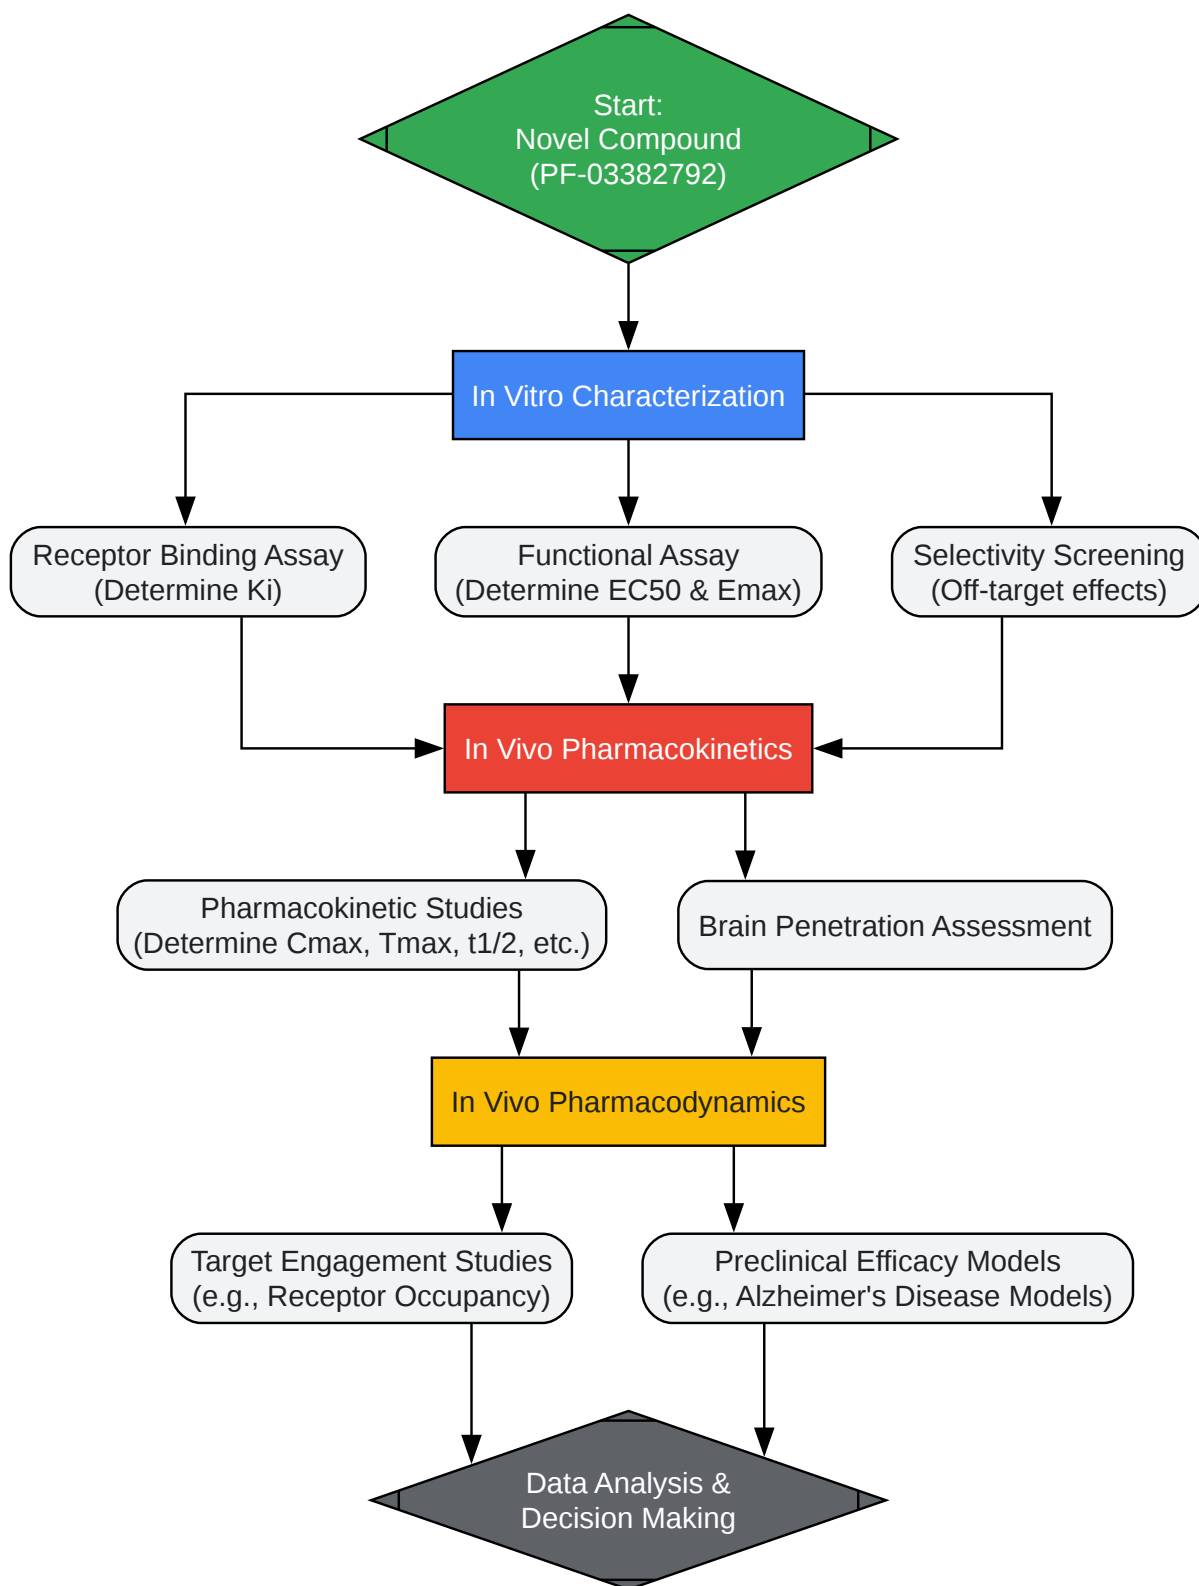 Start:
Novel Compound
(PF-03382792)
In Vitro Characterization
Receptor Binding Assay
(Determine Ki)
Functional Assay
(Determine EC50 & Emax)
Selectivity Screening
(Off-target effects)
In Vivo Pharmacokinetics
Pharmacokinetic Studies
(Determine Cmax, Tmax, t1/2, etc.)
Brain Penetration Assessment
In Vivo Pharmacodynamics
Target Engagement Studies
(e.g., Receptor Occupancy)
Preclinical Efficacy Models
(e.g., Alzheimer's Disease Models)
Data Analysis &
Decision Making